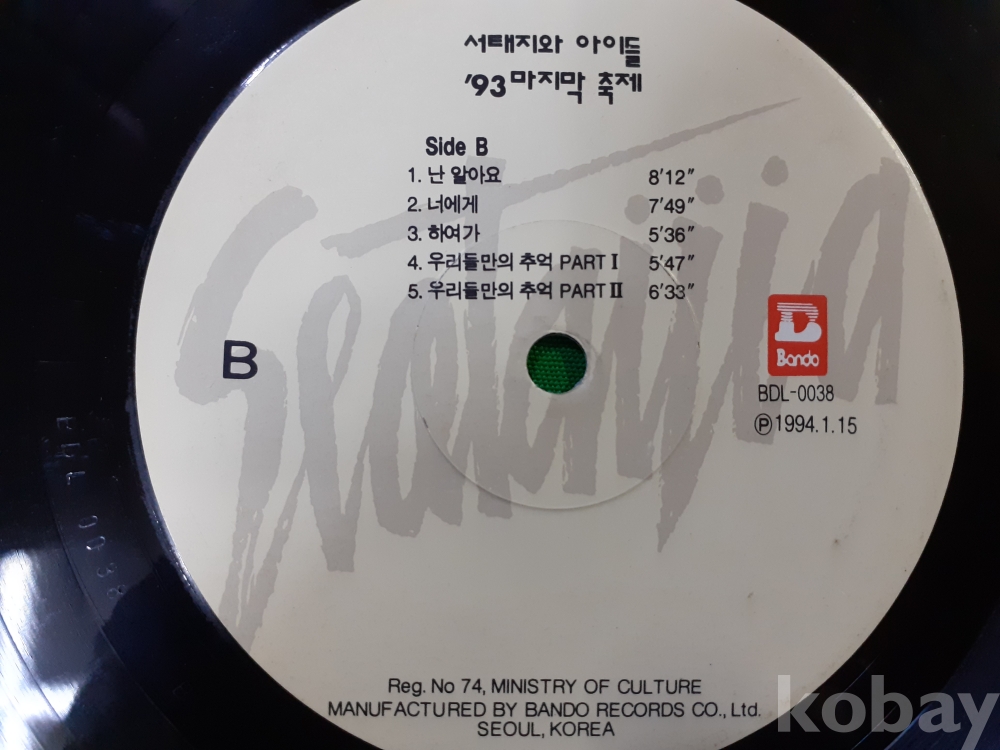 서태지와 아이들
'93 마지막 축제
Side B
1. 난 알아요 8'12"
2. 너에게 7'49"
3. 하여가 5'36"
4. 우리들만의 추억 PART Ⅰ 5'47"
5. 우리들만의 추억 PART Ⅱ 6'33"
B
Seotaiji
Bando
BDL-0038
Ⓟ1994.1.15
Reg. No 74, MINISTRY OF CULTURE
MANUFACTURED BY BANDO RECORDS CO., Ltd.
SEOUL, KOREA
kobay